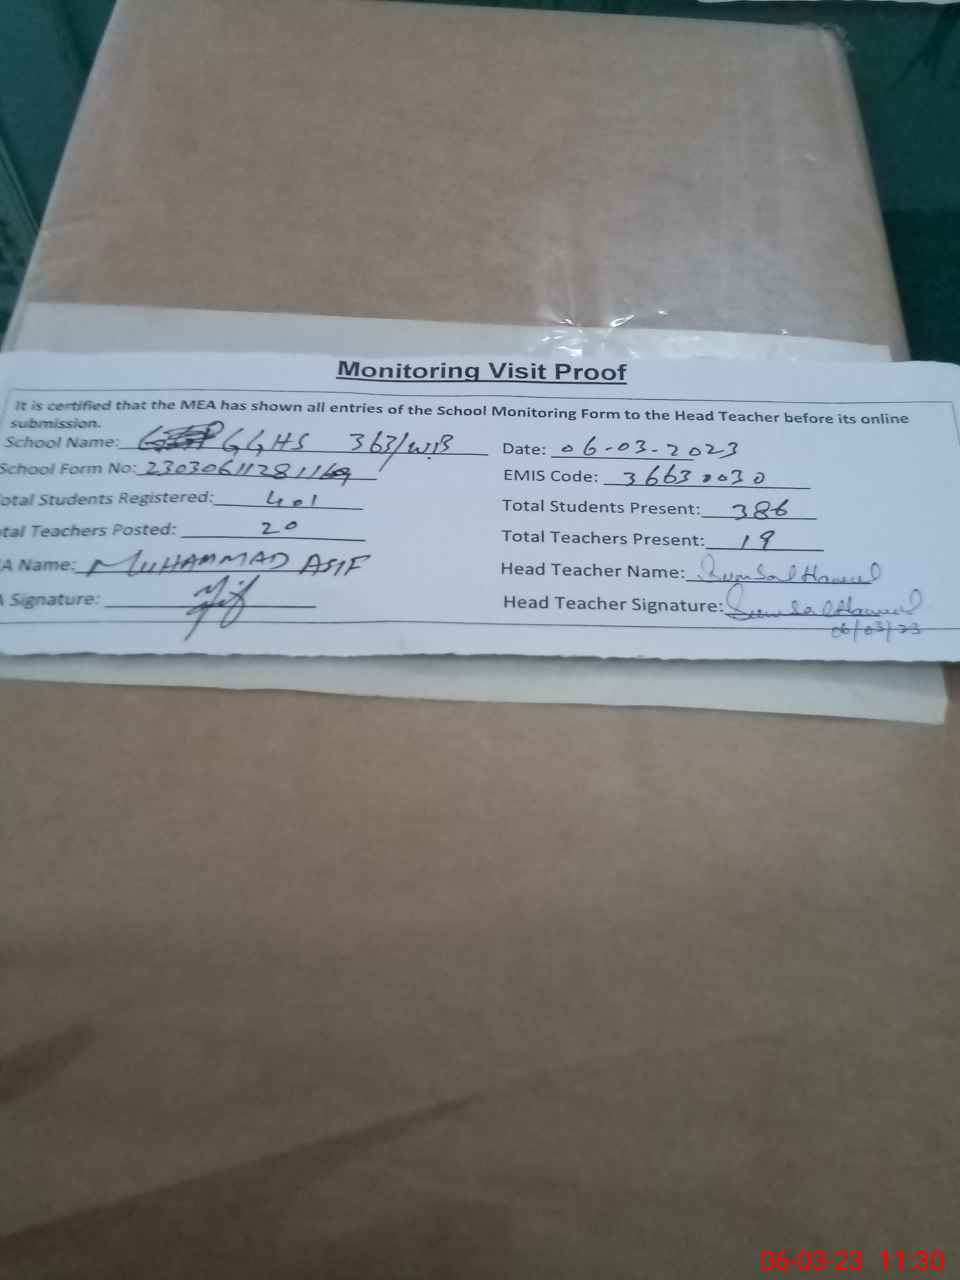 Monitoring Visit Proof
It is certified that the MEA has shown all entries of the School Monitoring Form to the Head Teacher before its online
submission.
School Name: GGHS 363/WB Date: 06-03-2023
School Form No: EMIS Code: 36630030
otal Students Registered: 401 Total Students Present: 386
tal Teachers Posted: 20 Total Teachers Present: 19
A Name: MUHAMMAD ASIF Head Teacher Name:
A Signature: Head Teacher Signature:
06/03/23
06-03-23 11:30